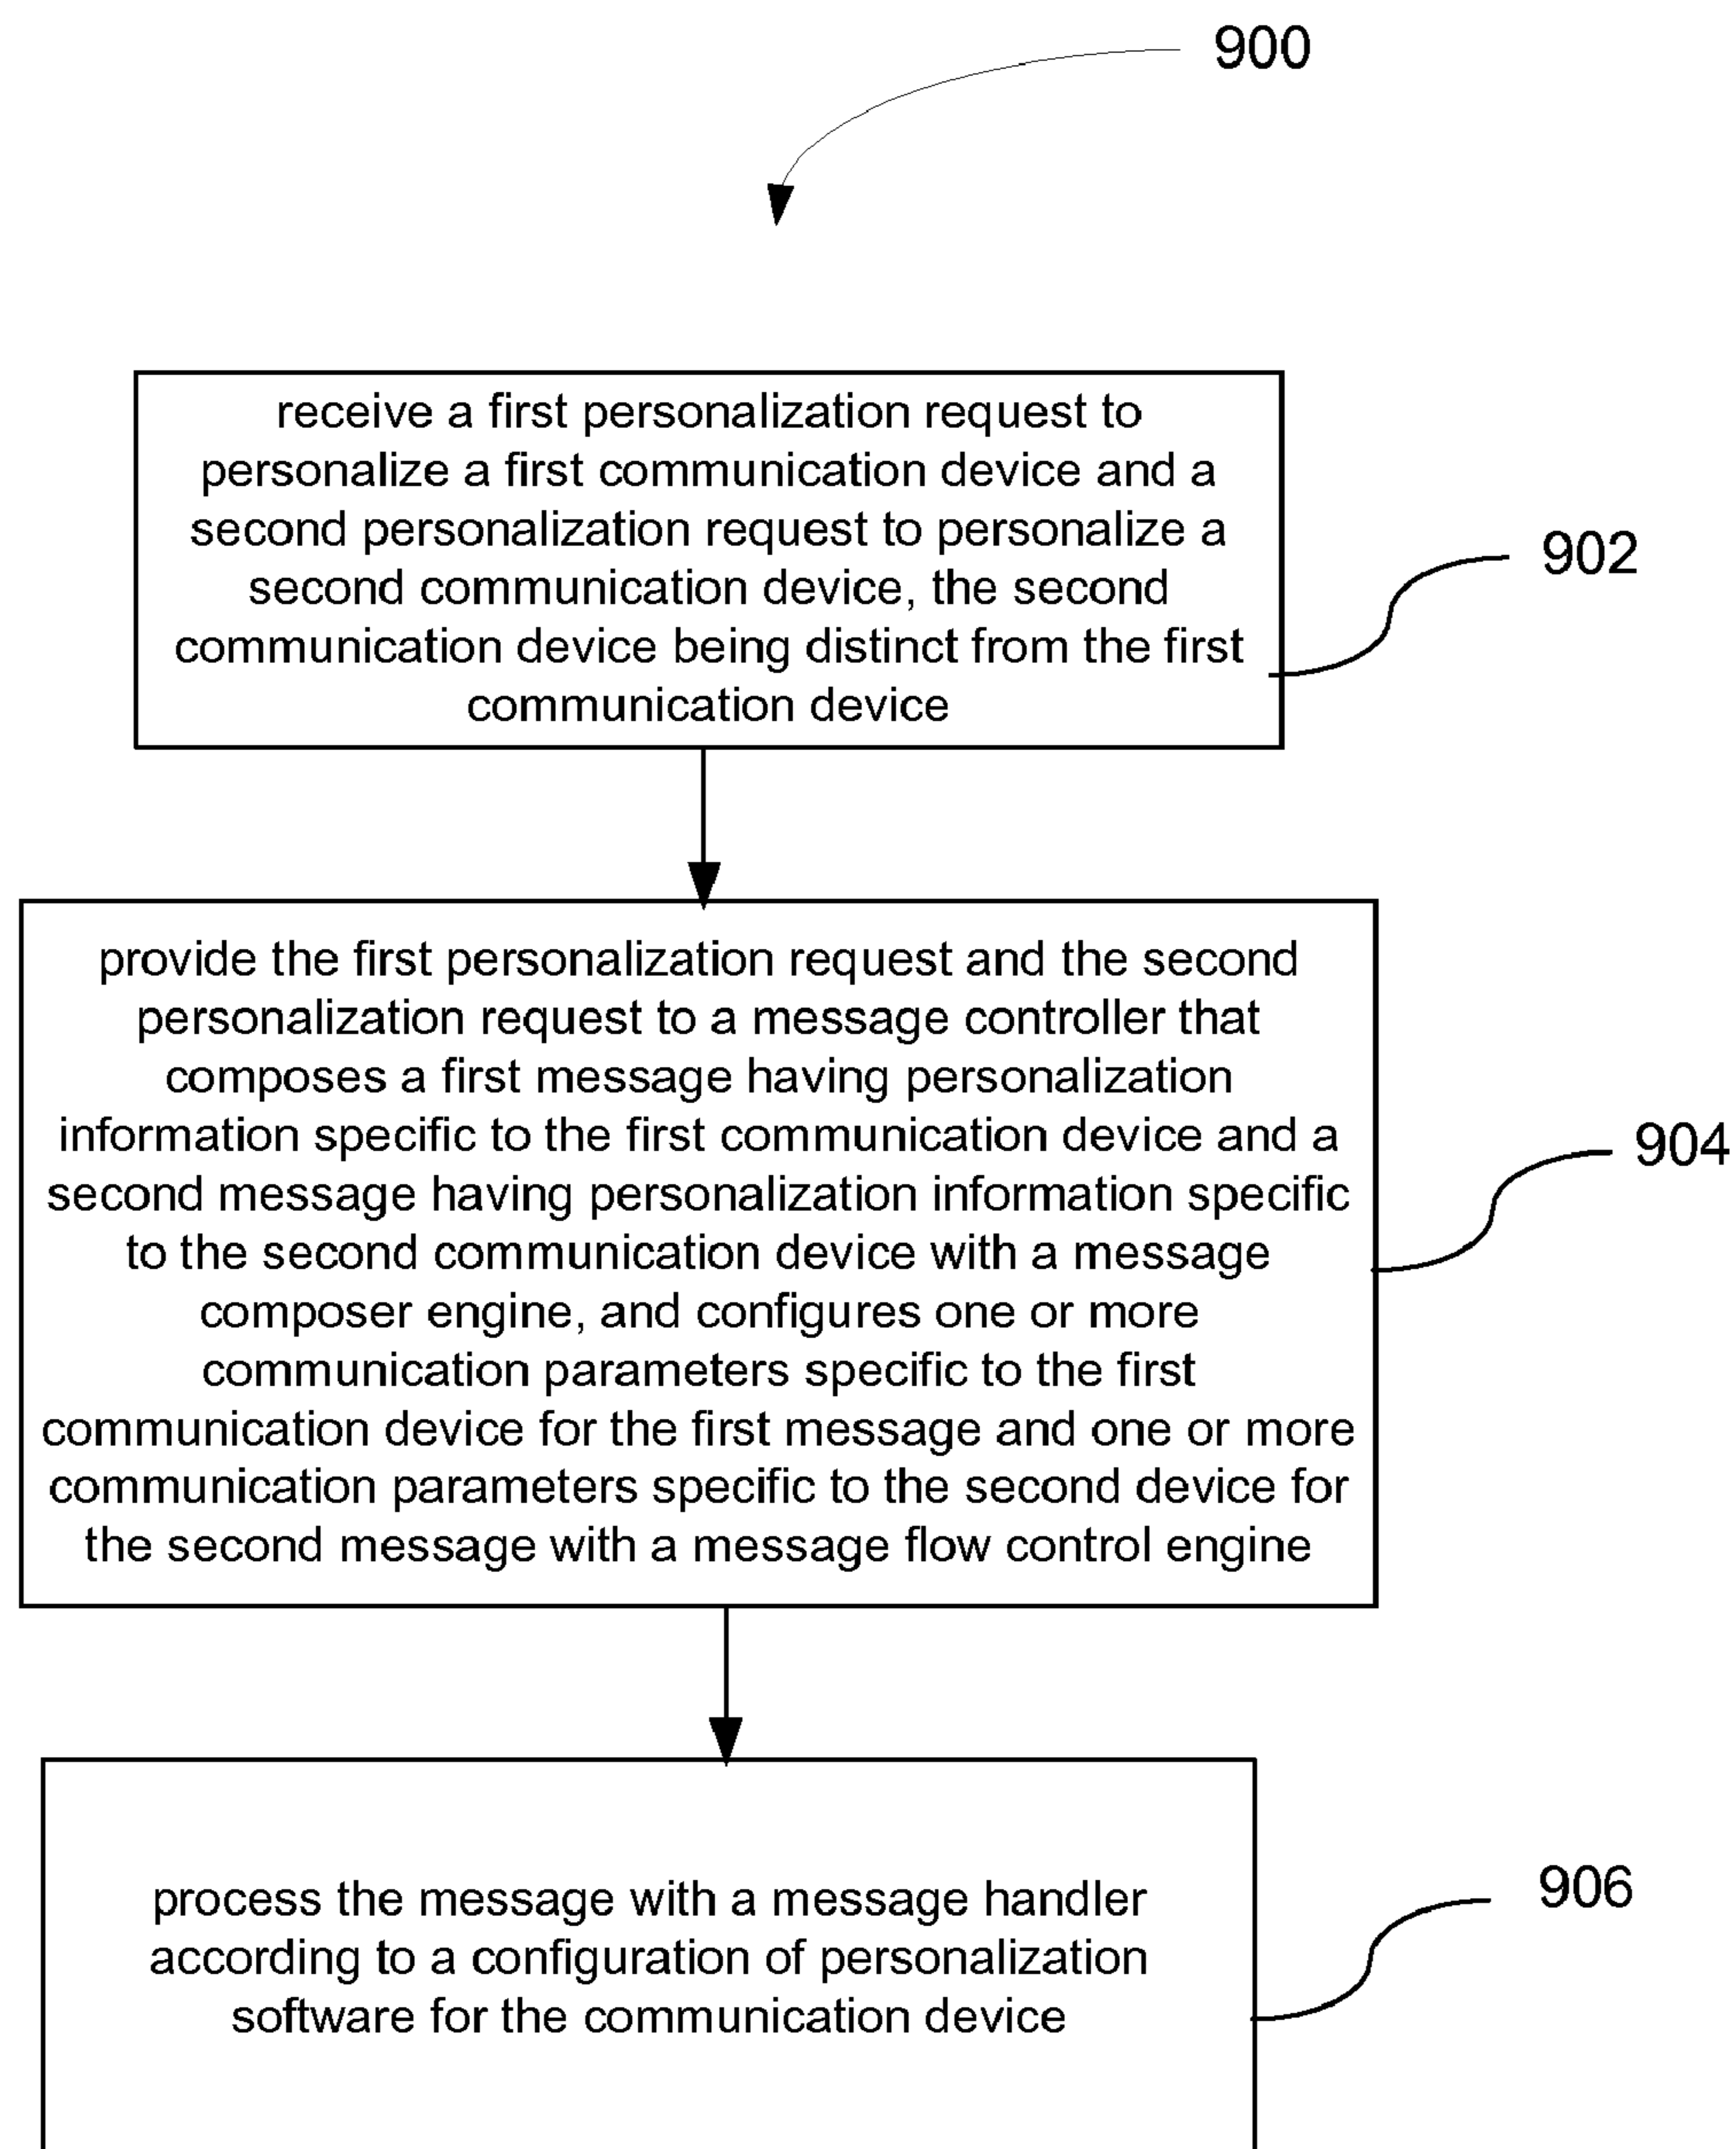 900
receive a first personalization request to
personalize a first communication device and a
second personalization request to personalize a
second communication device, the second
communication device being distinct from the first
communication device
902
provide the first personalization request and the second
personalization request to a message controller that
composes a first message having personalization
information specific to the first communication device and a
second message having personalization information specific
to the second communication device with a message
composer engine, and configures one or more
communication parameters specific to the first
communication device for the first message and one or more
communication parameters specific to the second device for
the second message with a message flow control engine
904
process the message with a message handler
according to a configuration of personalization
software for the communication device
906